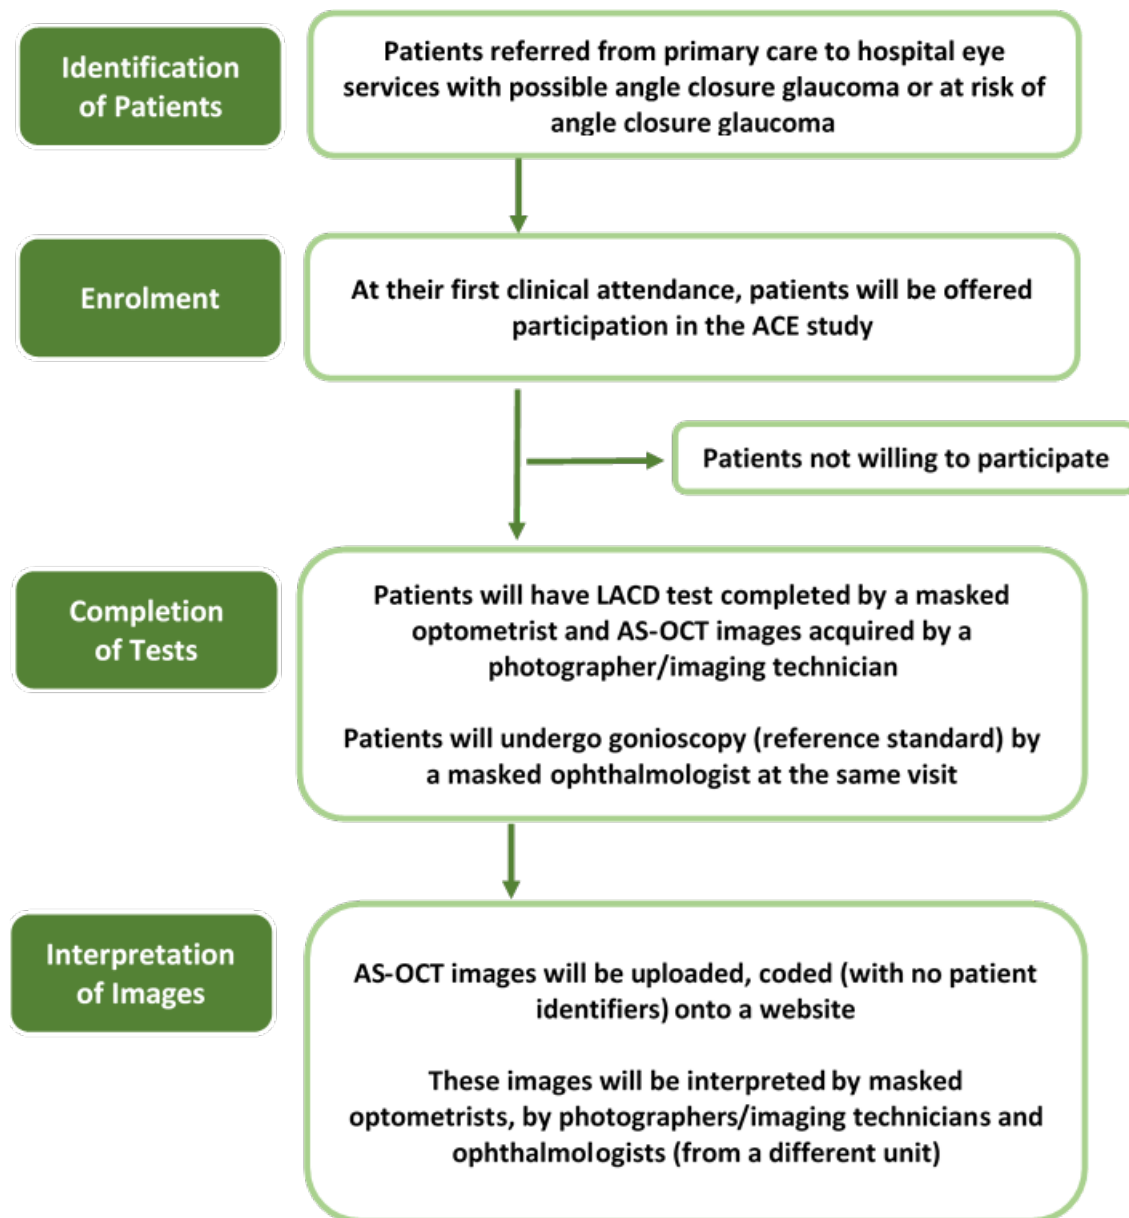 Identification
of Patients
Patients referred from primary care to hospital eye
services with possible angle closure glaucoma or at risk of
angle closure glaucoma
Enrolment
At their first clinical attendance, patients will be offered
participation in the ACE study
Patients not willing to participate
Completion
of Tests
Patients will have LACD test completed by a masked
optometrist and AS-OCT images acquired by a
photographer/imaging technician
Patients will undergo gonioscopy (reference standard) by
a masked ophthalmologist at the same visit
Interpretation
of Images
AS-OCT images will be uploaded, coded (with no patient
identifiers) onto a website
These images will be interpreted by masked
optometrists, by photographers/imaging technicians and
ophthalmologists (from a different unit)